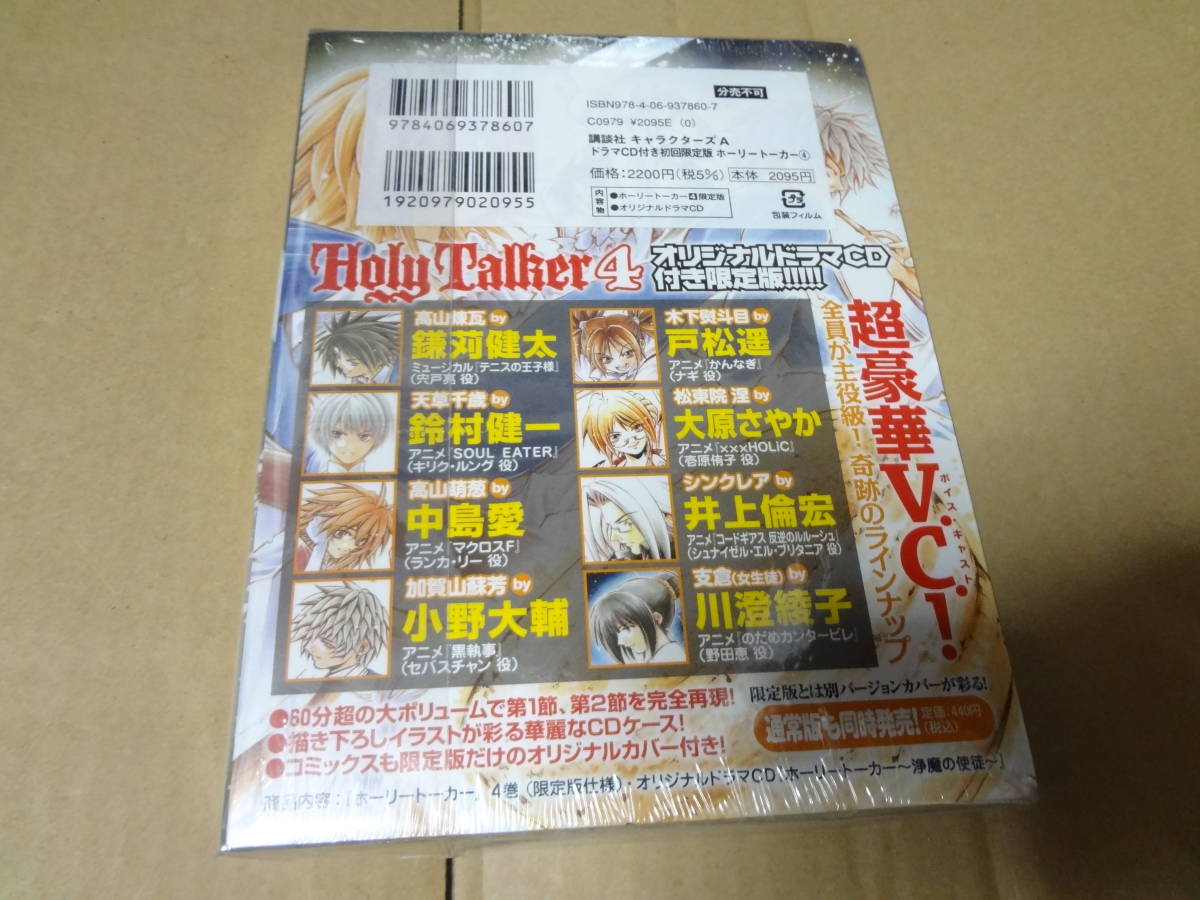 9784069378607
1920979020955
分売不可
ISBN978-4-06-937860-7
C0979 ¥2095E (0)
講談社 キャラクターズA
ドラマCD付き初回限定版 ホーリートーカー④
価格:2200円(税5%)
本体 2095円
内容物
●ホーリートーカー4限定版
●オリジナルドラマCD
包装フィルム
Holy Talker 4
オリジナルドラマCD
付き限定版!!!!!
高山煉瓦 by
鎌苅健太
ミュージカル『テニスの王子様』
(宍戸亮 役)
天草千歳 by
鈴村健一
アニメ『SOUL EATER』
(キリク・ルング 役)
高山萌葱 by
中島愛
アニメ『マクロスF』
(ランカ・リー 役)
加賀山蘇芳 by
小野大輔
アニメ『黒執事』
(セバスチャン 役)
木下熨斗目 by
戸松遥
アニメ『かんなぎ』
(ナギ 役)
松東院 涅 by
大原さやか
アニメ『×××HOLiC』
(壱原侑子 役)
シンクレア by
井上倫宏
アニメ『コードギアス 反逆のルルーシュ』
(シュナイゼル・エル・ブリタニア 役)
支倉(女生徒) by
川澄綾子
アニメ『のだめカンタービレ』
(野田恵 役)
超豪華V.C.!
ボイス・キャスト
全員が主役級!奇跡のラインナップ
●60分超の大ボリュームで第1節、第2節を完全再現!
●描き下ろしイラストが彩る華麗なCDケース!
●コミックスも限定版だけのオリジナルカバー付き!
限定版とは別バージョンカバーが彩る!
通常版も同時発売!
定価:440円
(税込)
商品内容:『ホーリートーカー』4巻(限定版仕様)・オリジナルドラマCD『ホーリートーカー~浄魔の使徒~』